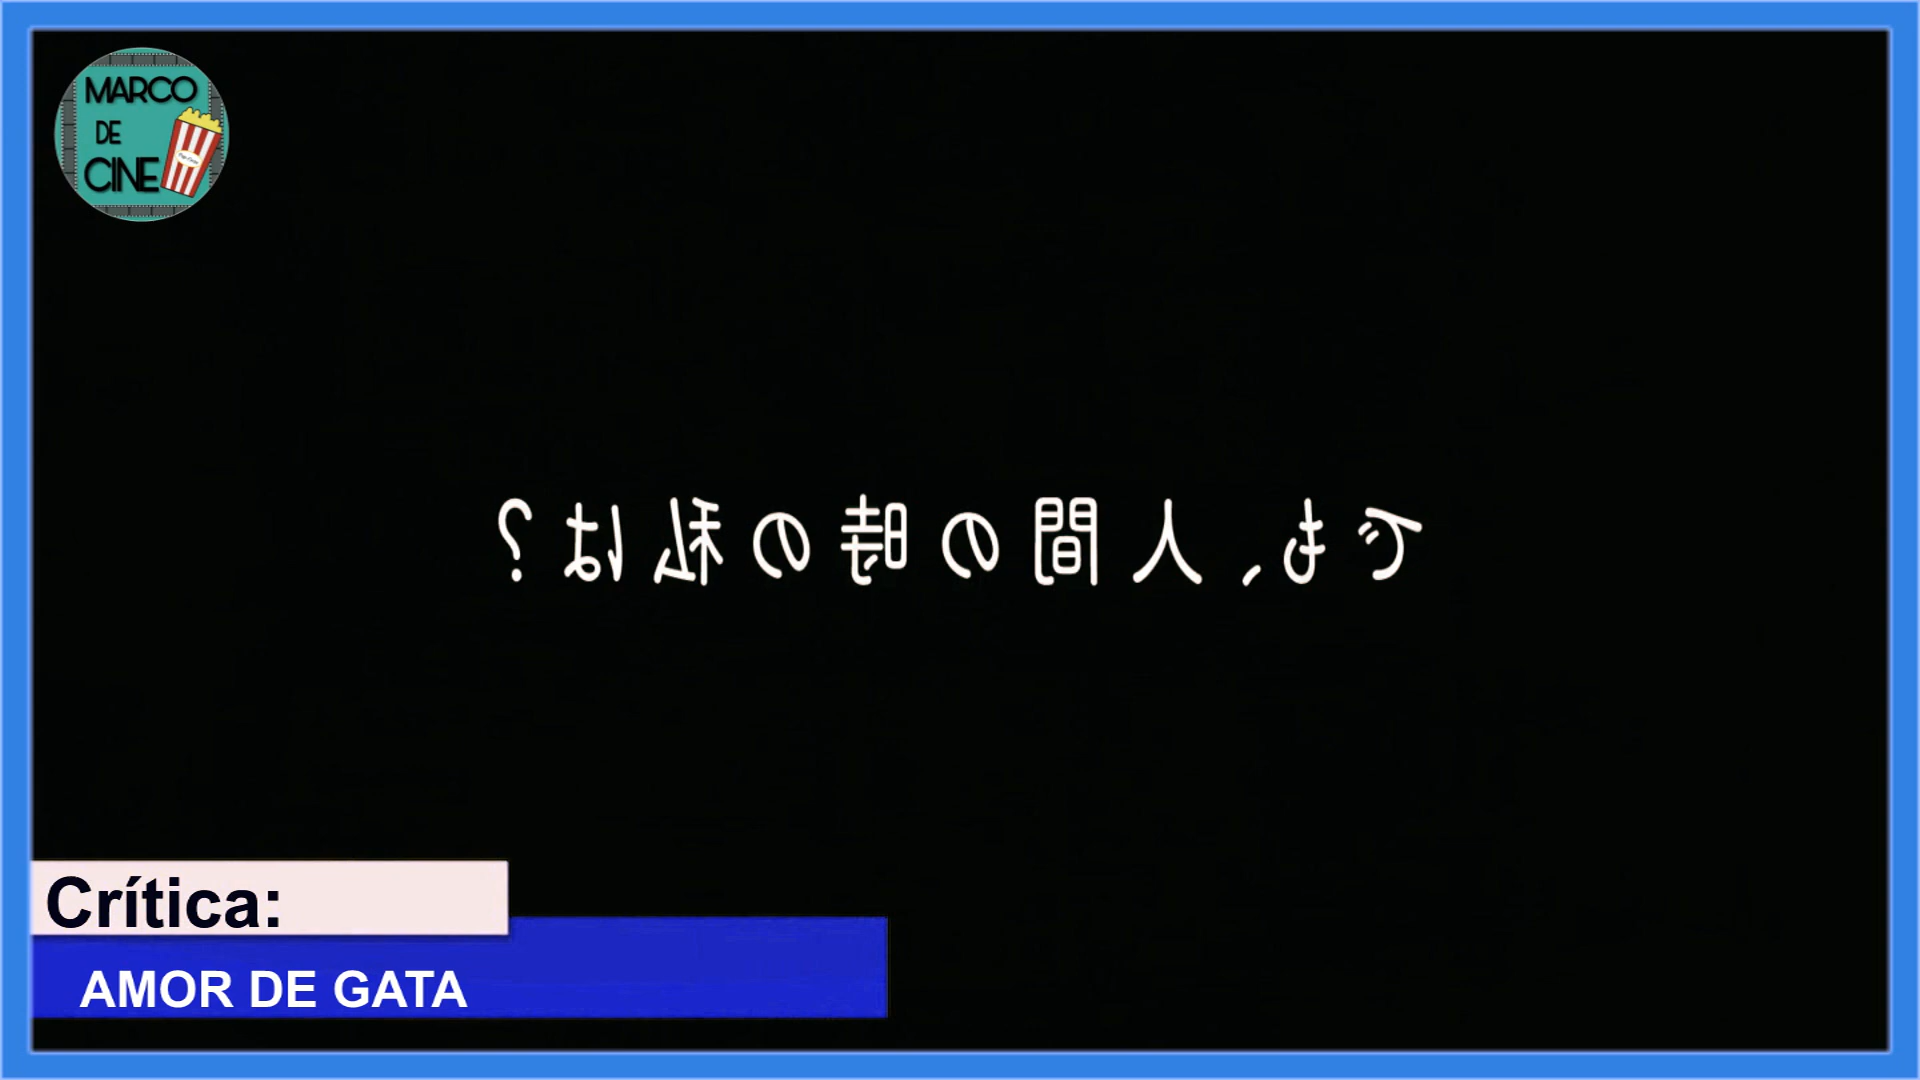 MARCO
DE
CINE
でも、人間の時の私は？
Crítica:
AMOR DE GATA